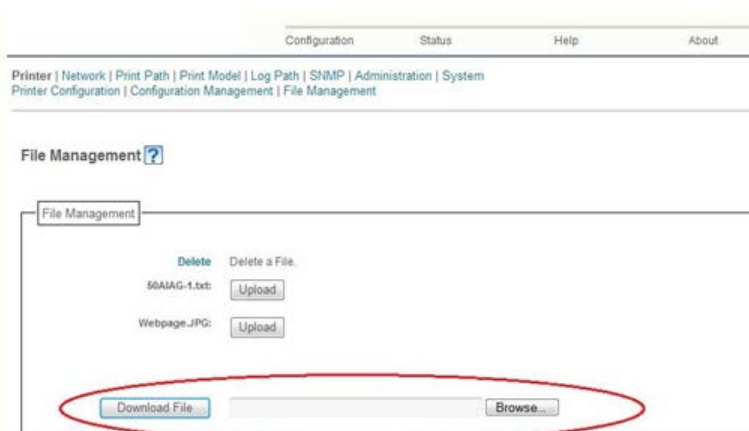 Configuration Status Help About
Printer | Network | Print Path | Print Model | Log Path | SNMP | Administration | System
Printer Configuration | Configuration Management | File Management
File Management ?
File Management
Delete Delete a File.
50AIAG-1.txt: Upload
Webpage.JPG: Upload
Download File Browse...